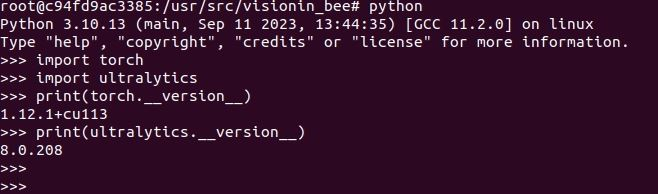 root@c94fd9ac3385:/usr/src/visionin_bee# python
Python 3.10.13 (main, Sep 11 2023, 13:44:35) [GCC 11.2.0] on linux
Type "help", "copyright", "credits" or "license" for more information.
>>> import torch
>>> import ultralytics
>>> print(torch.__version__)
1.12.1+cu113
>>> print(ultralytics.__version__)
8.0.208
>>>
>>>